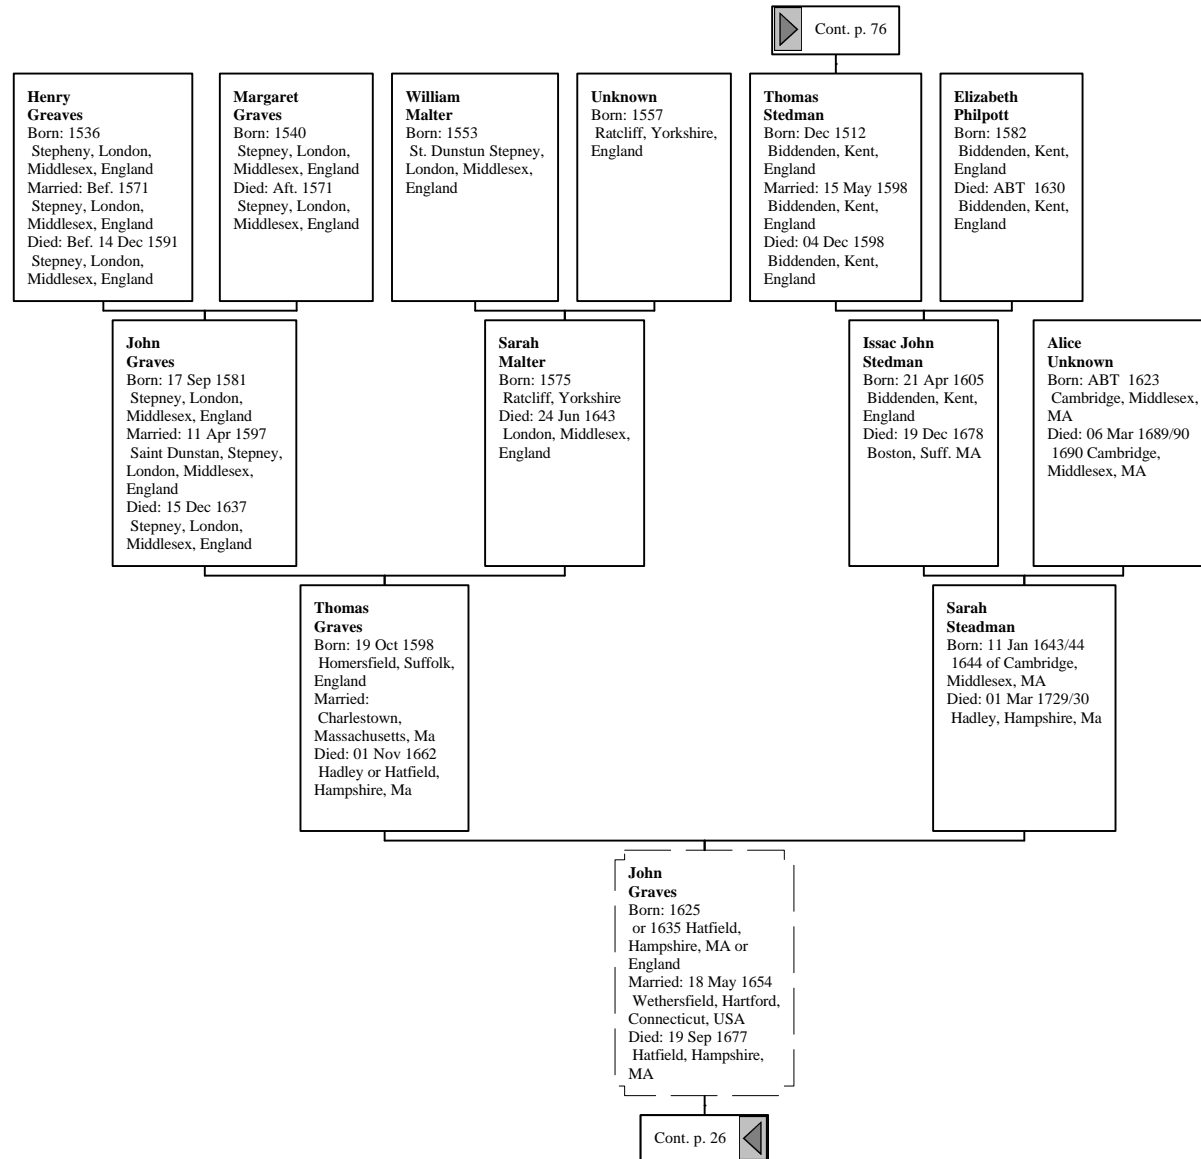 Cont. p. 76
Henry
Greaves
Born: 1536
Stepheny, London,
Middlesex, England
Married: Bef. 1571
Stepney, London,
Middlesex, England
Died: Bef. 14 Dec 1591
Stepney, London,
Middlesex, England
Margaret
Graves
Born: 1540
Stepney, London,
Middlesex, England
Died: Aft. 1571
Stepney, London,
Middlesex, England
William
Malter
Born: 1553
St. Dunstun Stepney,
London, Middlesex,
England
Unknown
Born: 1557
Ratcliff, Yorkshire,
England
Thomas
Stedman
Born: Dec 1512
Biddenden, Kent,
England
Married: 15 May 1598
Biddenden, Kent,
England
Died: 04 Dec 1598
Biddenden, Kent,
England
Elizabeth
Philpott
Born: 1582
Biddenden, Kent,
England
Died: ABT 1630
Biddenden, Kent,
England
John
Graves
Born: 17 Sep 1581
Stepney, London,
Middlesex, England
Married: 11 Apr 1597
Saint Dunstan, Stepney,
London, Middlesex,
England
Died: 15 Dec 1637
Stepney, London,
Middlesex, England
Sarah
Malter
Born: 1575
Ratcliff, Yorkshire
Died: 24 Jun 1643
London, Middlesex,
England
Issac John
Stedman
Born: 21 Apr 1605
Biddenden, Kent,
England
Died: 19 Dec 1678
Boston, Suff. MA
Alice
Unknown
Born: ABT 1623
Cambridge, Middlesex,
MA
Died: 06 Mar 1689/90
1690 Cambridge,
Middlesex, MA
Thomas
Graves
Born: 19 Oct 1598
Homersfield, Suffolk,
England
Married:
Charlestown,
Massachusetts, Ma
Died: 01 Nov 1662
Hadley or Hatfield,
Hampshire, Ma
Sarah
Steadman
Born: 11 Jan 1643/44
1644 of Cambridge,
Middlesex, MA
Died: 01 Mar 1729/30
Hadley, Hampshire, Ma
John
Graves
Born: 1625
or 1635 Hatfield,
Hampshire, MA or
England
Married: 18 May 1654
Wethersfield, Hartford,
Connecticut, USA
Died: 19 Sep 1677
Hatfield, Hampshire,
MA
Cont. p. 26